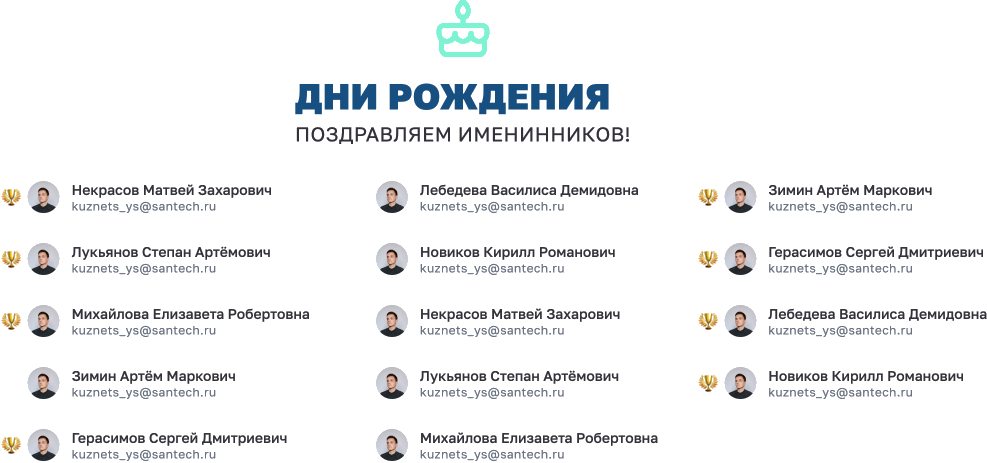 ДНИ РОЖДЕНИЯ
ПОЗДРАВЛЯЕМ ИМЕНИННИКОВ!
Некрасов Матвей Захарович
kuznets_ys@santech.ru
Лукьянов Степан Артёмович
kuznets_ys@santech.ru
Михайлова Елизавета Робертовна
kuznets_ys@santech.ru
Зимин Артём Маркович
kuznets_ys@santech.ru
Герасимов Сергей Дмитриевич
kuznets_ys@santech.ru
Лебедева Василиса Демидовна
kuznets_ys@santech.ru
Новиков Кирилл Романович
kuznets_ys@santech.ru
Некрасов Матвей Захарович
kuznets_ys@santech.ru
Лукьянов Степан Артёмович
kuznets_ys@santech.ru
Михайлова Елизавета Робертовна
kuznets_ys@santech.ru
Зимин Артём Маркович
kuznets_ys@santech.ru
Герасимов Сергей Дмитриевич
kuznets_ys@santech.ru
Лебедева Василиса Демидовна
kuznets_ys@santech.ru
Новиков Кирилл Романович
kuznets_ys@santech.ru